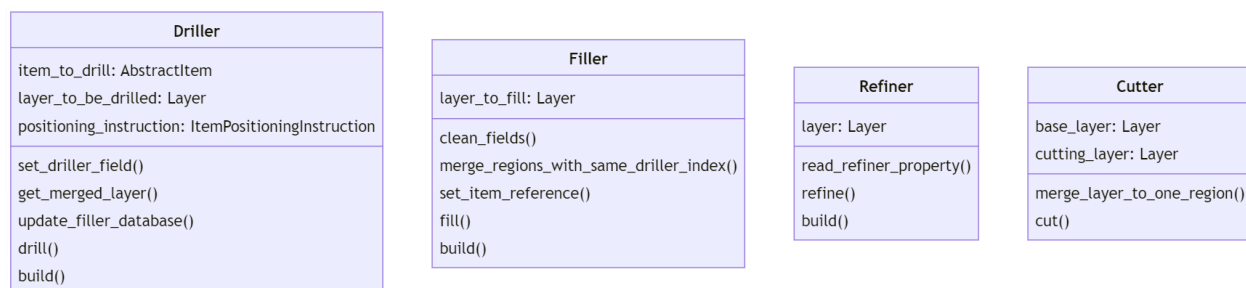 Driller
item_to_drill: AbstractItem
layer_to_be_drilled: Layer
positioning_instruction: ItemPositioningInstruction
set_driller_field()
get_merged_layer()
update_filler_database()
drill()
build()
Filler
layer_to_fill: Layer
clean_fields()
merge_regions_with_same_driller_index()
set_item_reference()
fill()
build()
Refiner
layer: Layer
read_refiner_property()
refine()
build()
Cutter
base_layer: Layer
cutting_layer: Layer
merge_layer_to_one_region()
cut()